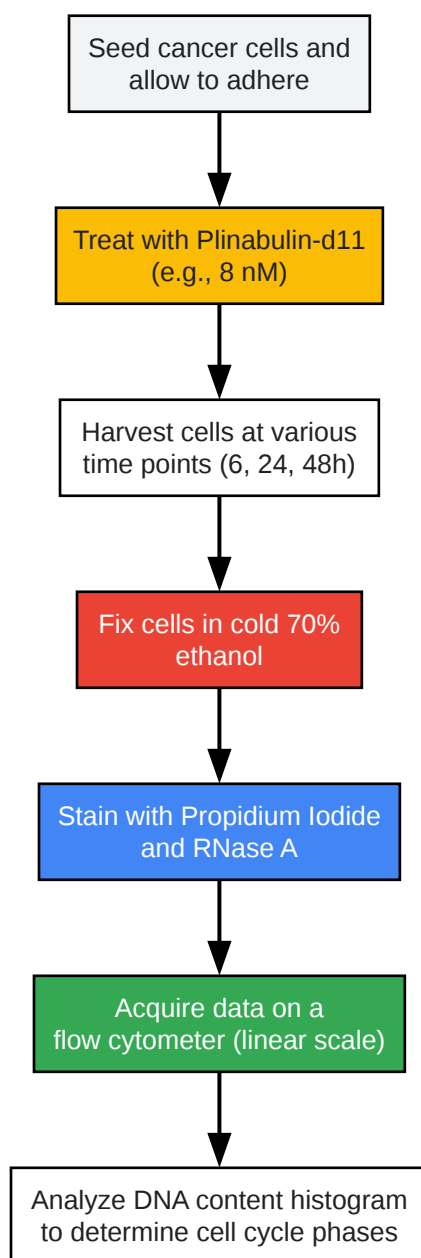 Seed cancer cells and
allow to adhere
Treat with Plinabulin-d11
(e.g., 8 nM)
Harvest cells at various
time points (6, 24, 48h)
Fix cells in cold 70%
ethanol
Stain with Propidium Iodide
and RNase A
Acquire data on a
flow cytometer (linear scale)
Analyze DNA content histogram
to determine cell cycle phases